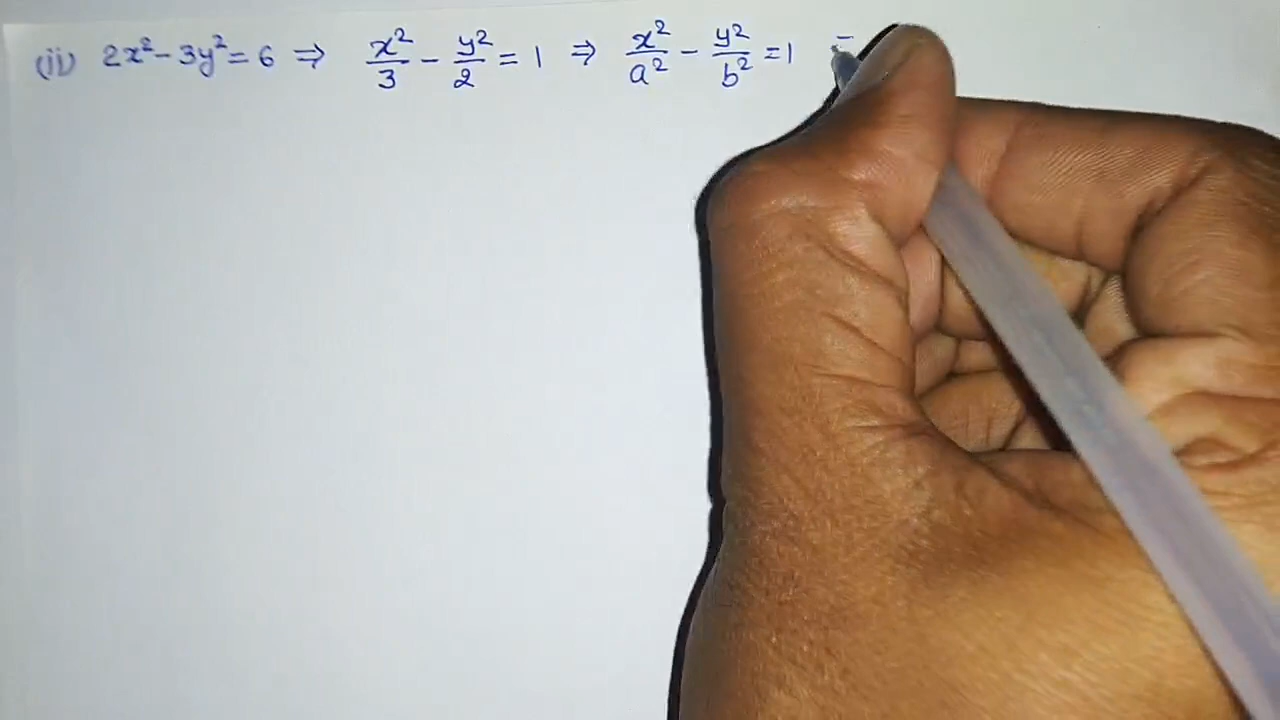 (ii) 2x² - 3y² = 6 ⇒ x²/3 - y²/2 = 1 ⇒ x²/a² - y²/b² = 1